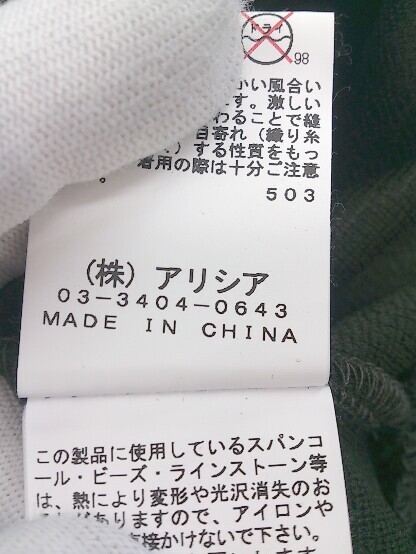 ドライ
98
かい風合い
す。激しい
わることで縫
目寄れ（織り糸
）する性質をもっ
着用の際は十分ご注意
。
503
（株）アリシア
03-3404-0643
MADE IN CHINA
この製品に使用しているスパンコ
ール・ビーズ・ラインストーン等
は、熱により変形や光沢消失のお
がありますので、アイロンや
直接かけないで下さい。